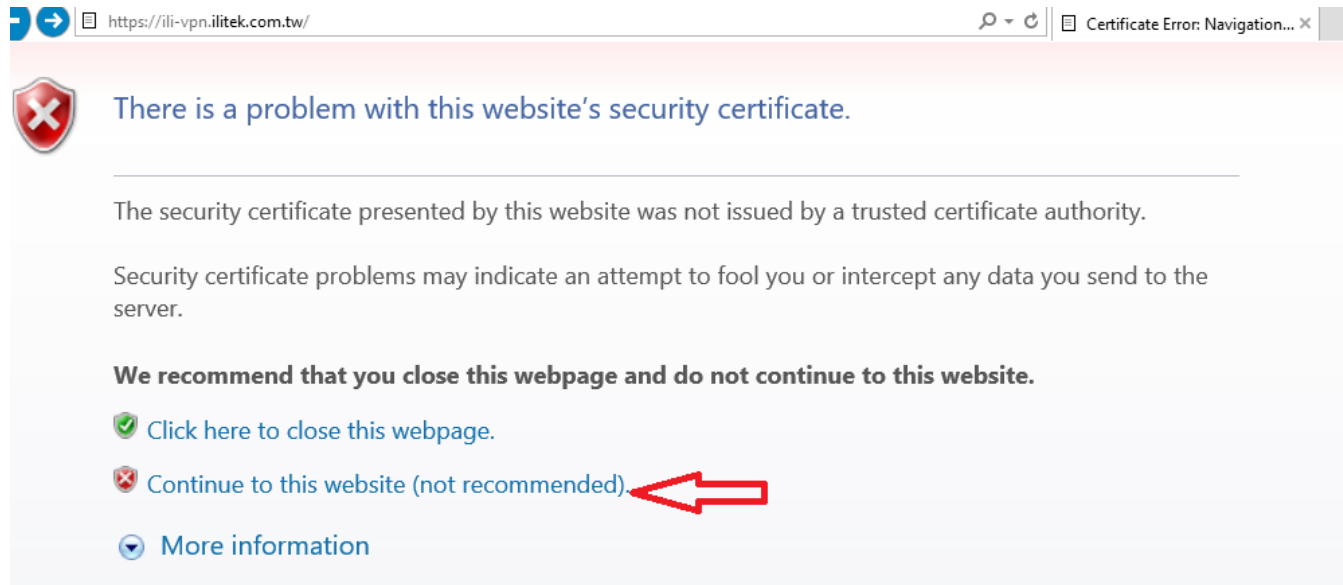 https://ili-vpn.ilitek.com.tw/
Certificate Error: Navigation...
There is a problem with this website's security certificate.
The security certificate presented by this website was not issued by a trusted certificate authority.
Security certificate problems may indicate an attempt to fool you or intercept any data you send to the
server.
We recommend that you close this webpage and do not continue to this website.
Click here to close this webpage.
Continue to this website (not recommended).
More information